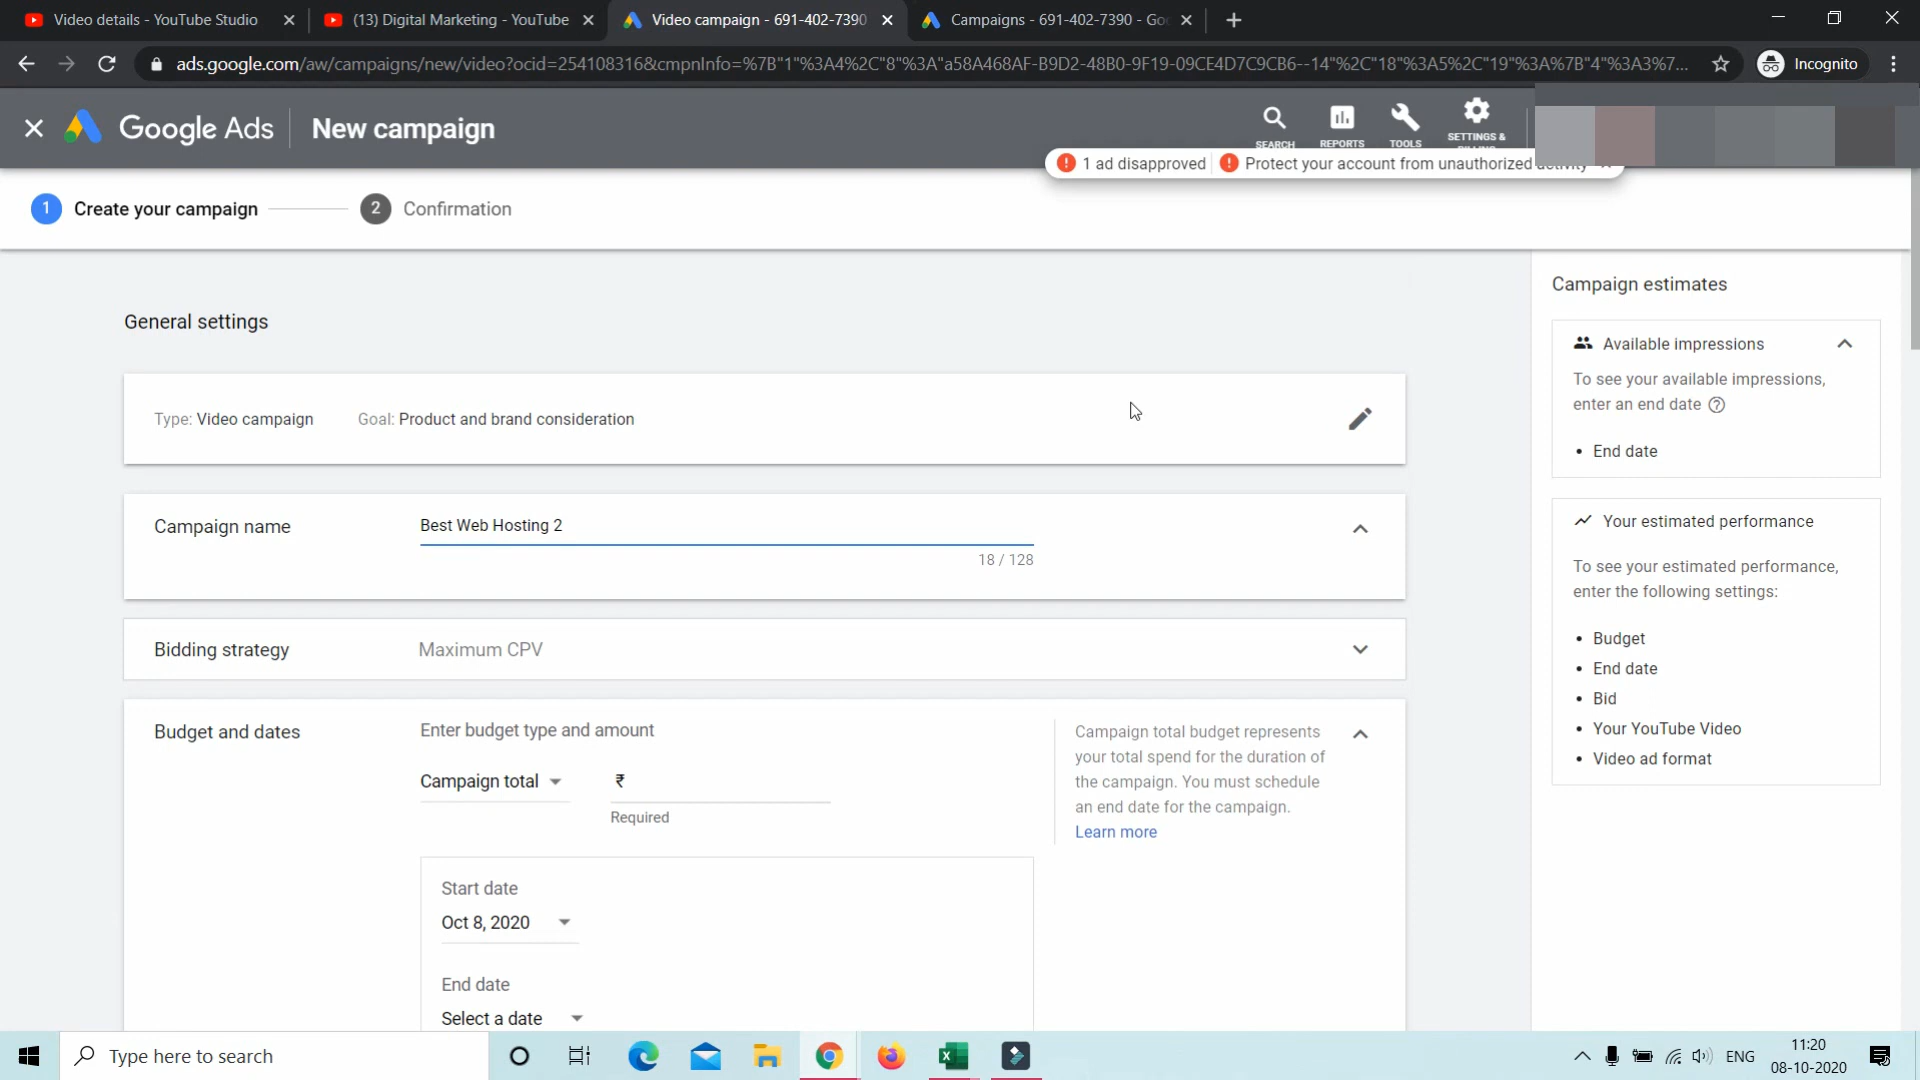 Video details - YouTube Studio
(13) Digital Marketing - YouTube
Video campaign - 691-402-7390
Campaigns - 691-402-7390 - Goo
ads.google.com/aw/campaigns/new/video?ocid=254108316&cmpnInfo=%7B"1"%3A4%2C"8"%3A"a58A468AF-B9D2-48B0-9F19-09CE4D7C9CB6--14"%2C"18"%3A5%2C"19"%3A%7B"4"%3A3%7...
Incognito
Google Ads
New campaign
SEARCH
REPORTS
TOOLS
SETTINGS &
1 ad disapproved
Protect your account from unauthorized activity
1 Create your campaign
2 Confirmation
General settings
Type: Video campaign
Goal: Product and brand consideration
Campaign name
Best Web Hosting 2
18 / 128
Bidding strategy
Maximum CPV
Budget and dates
Enter budget type and amount
Campaign total
₹
Required
Campaign total budget represents
your total spend for the duration of
the campaign. You must schedule
an end date for the campaign.
Learn more
Start date
Oct 8, 2020
End date
Select a date
Campaign estimates
Available impressions
To see your available impressions,
enter an end date
• End date
Your estimated performance
To see your estimated performance,
enter the following settings:
• Budget
• End date
• Bid
• Your YouTube Video
• Video ad format
Type here to search
ENG
11:20
08-10-2020